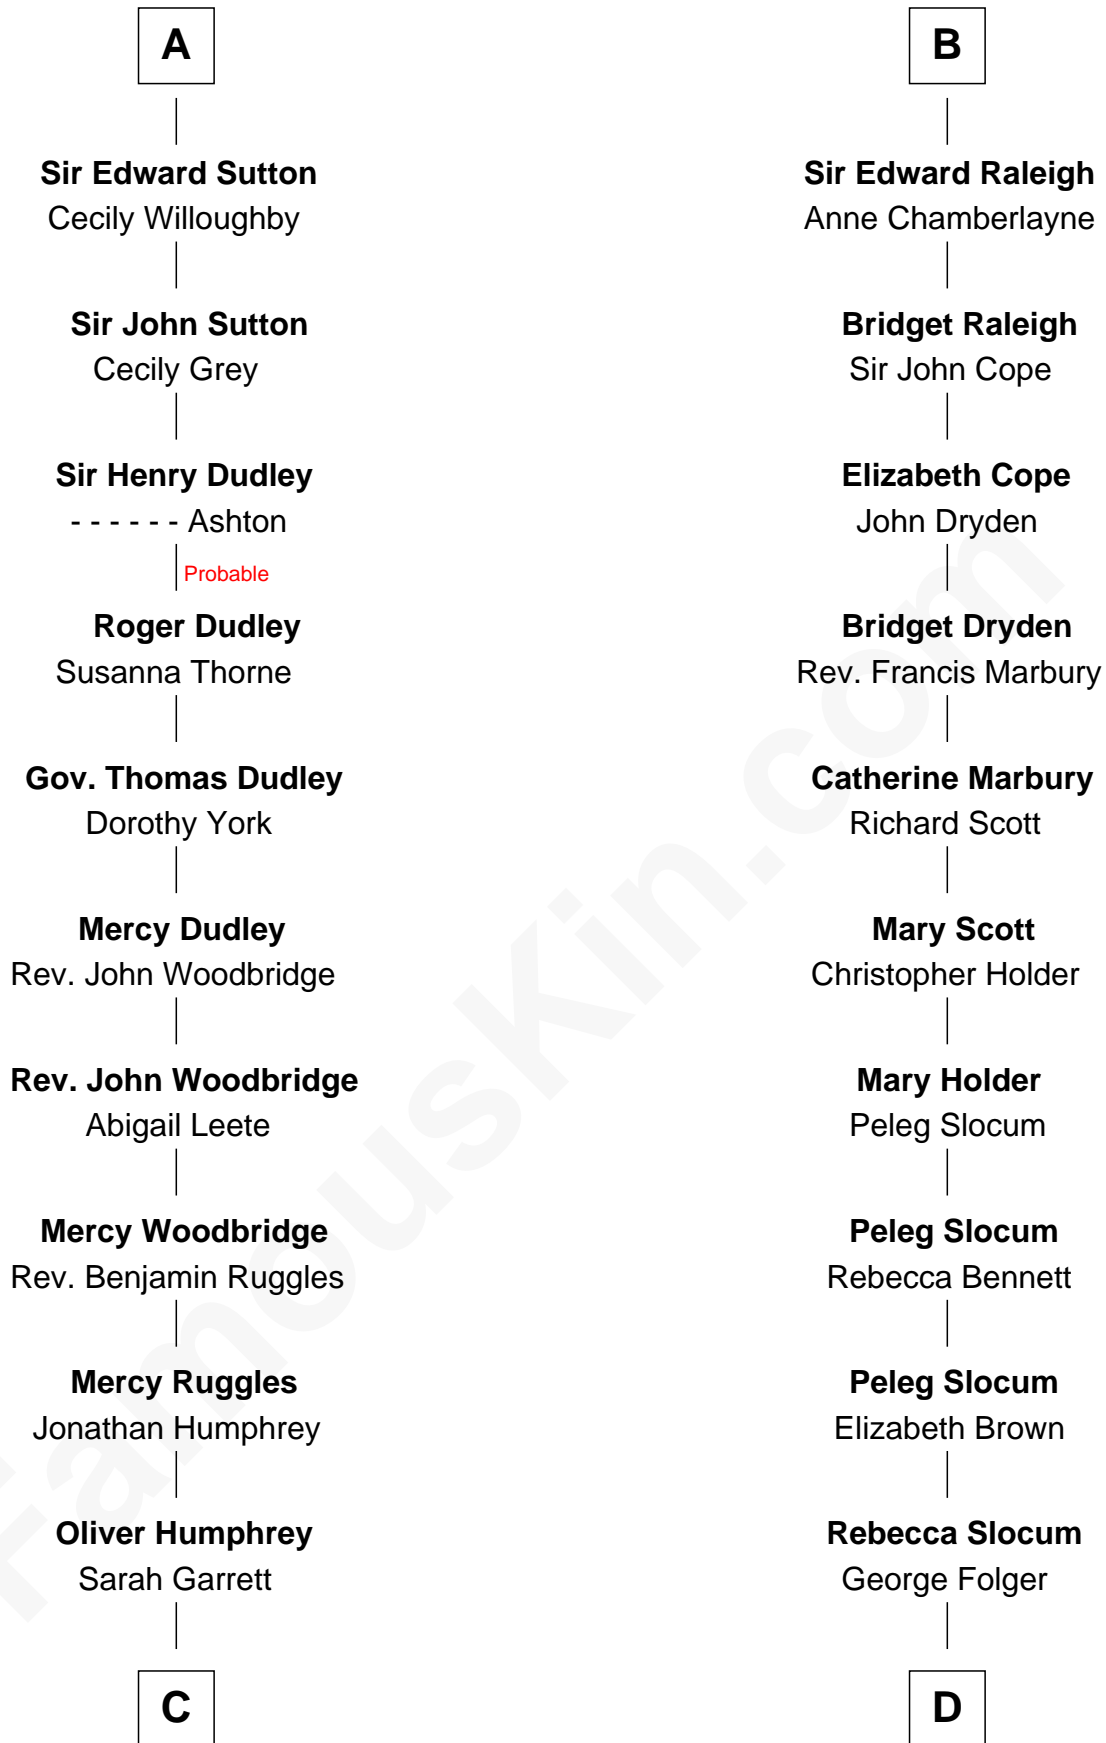 A
Sir Edward Sutton
Cecily Willoughby
Sir John Sutton
Cecily Grey
Sir Henry Dudley
- - - - - - Ashton
Probable
Roger Dudley
Susanna Thorne
Gov. Thomas Dudley
Dorothy York
Mercy Dudley
Rev. John Woodbridge
Rev. John Woodbridge
Abigail Leete
Mercy Woodbridge
Rev. Benjamin Ruggles
Mercy Ruggles
Jonathan Humphrey
Oliver Humphrey
Sarah Garrett
C
B
Sir Edward Raleigh
Anne Chamberlayne
Bridget Raleigh
Sir John Cope
Elizabeth Cope
John Dryden
Bridget Dryden
Rev. Francis Marbury
Catherine Marbury
Richard Scott
Mary Scott
Christopher Holder
Mary Holder
Peleg Slocum
Peleg Slocum
Rebecca Bennett
Peleg Slocum
Elizabeth Brown
Rebecca Slocum
George Folger
D
FamousKin.com